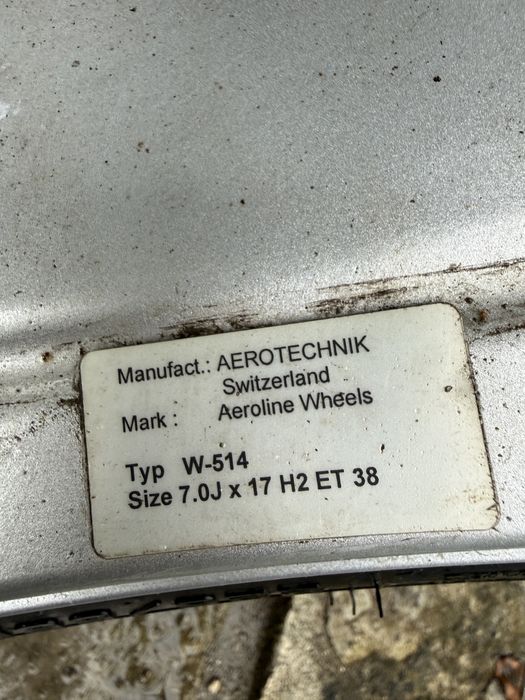 Manufact.: AEROTECHNIK
Switzerland
Mark : Aeroline Wheels
Typ W-514
Size 7.0J x 17 H2 ET 38